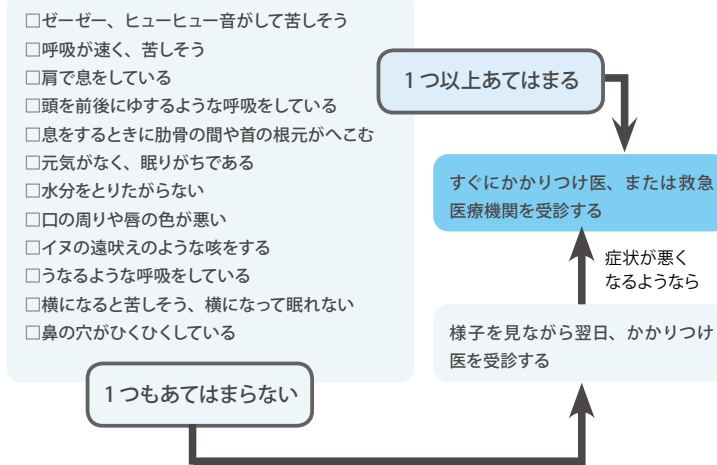 □ゼーゼー、ヒューヒュー音がして苦しそう
□呼吸が速く、苦しそう
□肩で息をしている
□頭を前後にゆするような呼吸をしている
□息をするときに肋骨の間や首の根元がへこむ
□元気がなく、眠りがちである
□水分をとりたがらない
□口の周りや唇の色が悪い
□イヌの遠吠えのような咳をする
□うなるような呼吸をしている
□横になると苦しそう、横になって眠れない
□鼻の穴がひくひくしている
1つ以上あてはまる
すぐにかかりつけ医、または救急
医療機関を受診する
症状が悪く
なるようなら
様子を見ながら翌日、かかりつけ
医を受診する
1つもあてはまらない